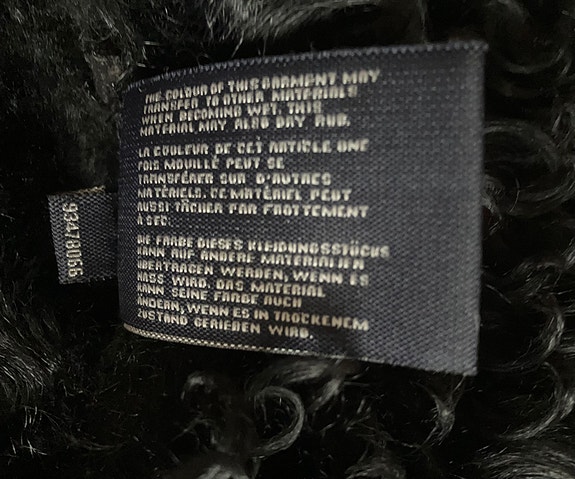 THE COLOUR OF THIS GARMENT MAY
TRANSFER TO OTHER MATERIALS
WHEN BECOMING WET. THIS
MATERIAL MAY ALSO DRY RUB.
LA COULEUR DE CET ARTICLE UNE
FOIS MOUILLÉ PEUT SE
TRANSFÉRER SUR D'AUTRES
MATÉRIELS. CE MATÉRIEL PEUT
AUSSI TÂCHER PAR FROTTEMENT
À SEC.
DIE FARBE DIESES KLEIDUNGSSTÜCKS
KANN AUF ANDERE MATERIALIEN
ÜBERTRAGEN WERDEN, WENN ES
NASS WIRD. DAS MATERIAL
KANN SEINE FARBE AUCH
ÄNDERN, WENN ES IN TROCKENEM
ZUSTAND GERIEBEN WIRD.
93478066